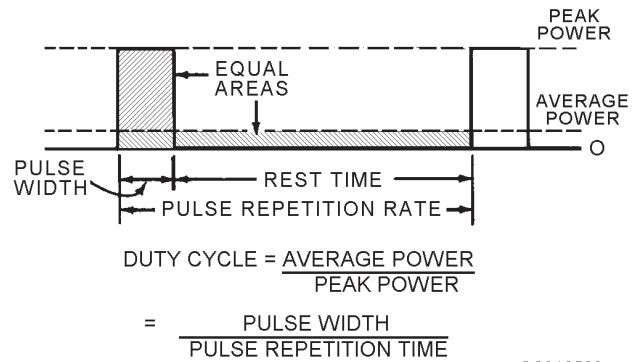 PEAK
POWER
EQUAL
AREAS
AVERAGE
POWER
O
PULSE
WIDTH
REST TIME
PULSE REPETITION RATE
DUTY CYCLE = AVERAGE POWER
PEAK POWER
= PULSE WIDTH
PULSE REPETITION TIME